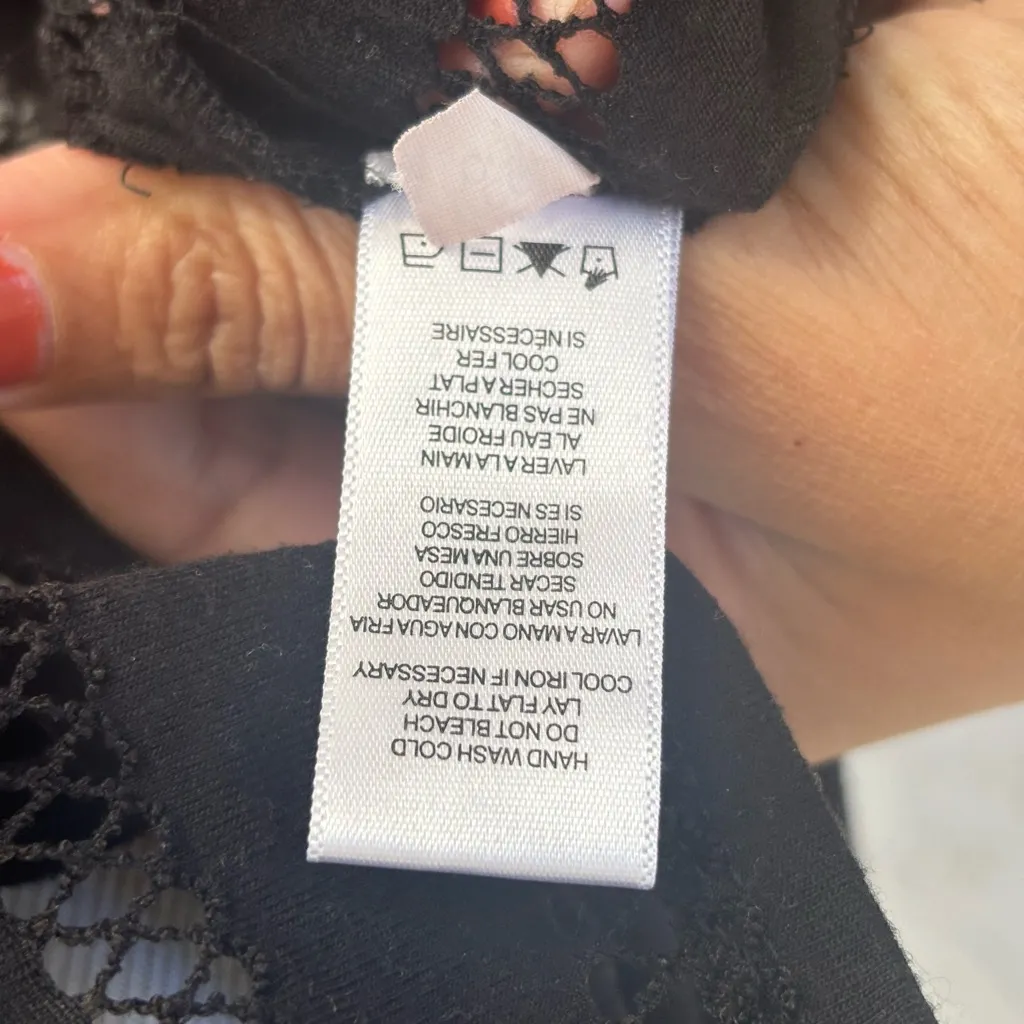 HAND WASH COLD
DO NOT BLEACH
LAY FLAT TO DRY
COOL IRON IF NECESSARY
LAVAR A MANO CON AGUA FRIA
NO USAR BLANQUEADOR
SECAR TENDIDO
SOBRE UNA MESA
HIERRO FRESCO
SI ES NECESARIO
LAVER A LA MAIN
AL EAU FROIDE
NE PAS BLANCHIR
SECHER A PLAT
COOL FER
SI NÉCESSAIRE